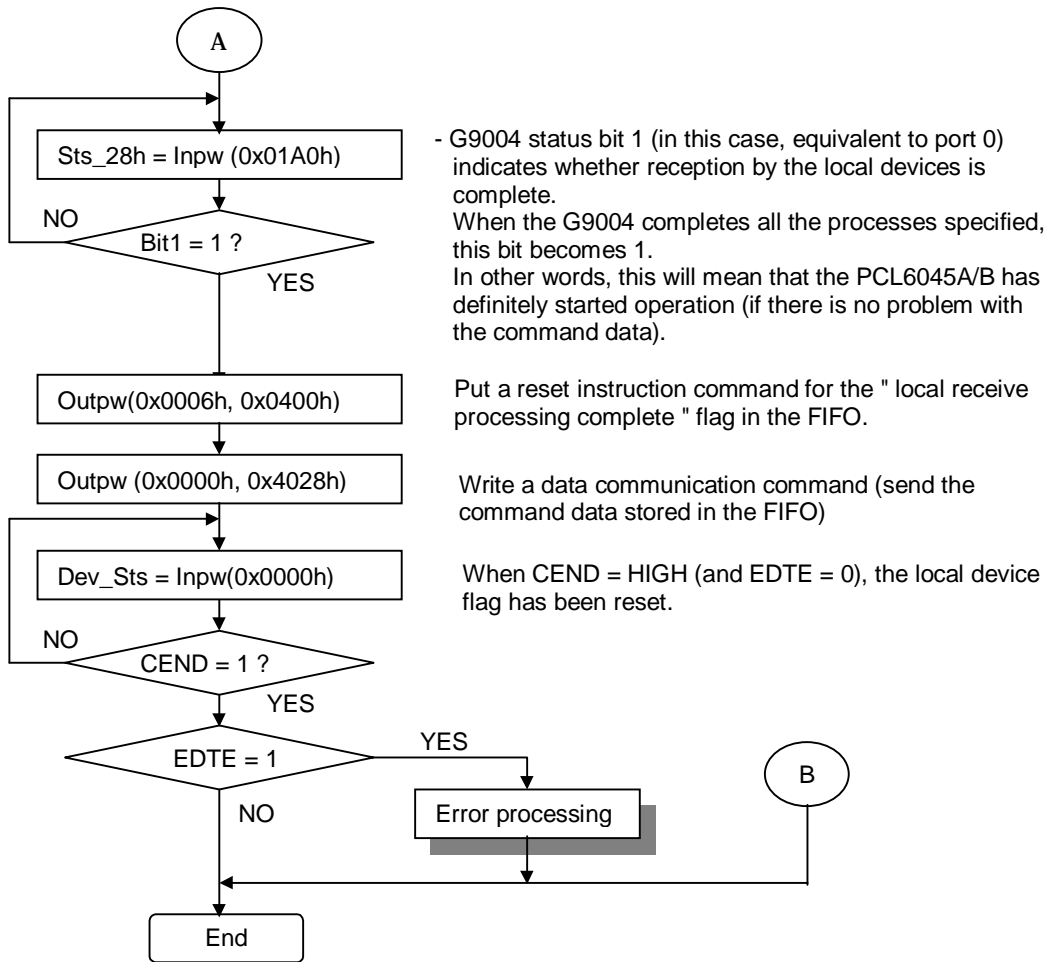 A
Sts_28h = Inpw (0x01A0h)
- G9004 status bit 1 (in this case, equivalent to port 0)
indicates whether reception by the local devices is
complete.
When the G9004 completes all the processes specified,
this bit becomes 1.
In other words, this will mean that the PCL6045A/B has
definitely started operation (if there is no problem with
the command data).
NO
Bit1 = 1 ?
YES
Outpw(0x0006h, 0x0400h)
Put a reset instruction command for the " local receive
processing complete " flag in the FIFO.
Outpw (0x0000h, 0x4028h)
Write a data communication command (send the
command data stored in the FIFO)
Dev_Sts = Inpw(0x0000h)
When CEND = HIGH (and EDTE = 0), the local device
flag has been reset.
NO
CEND = 1 ?
YES
EDTE = 1
YES
B
NO
Error processing
End